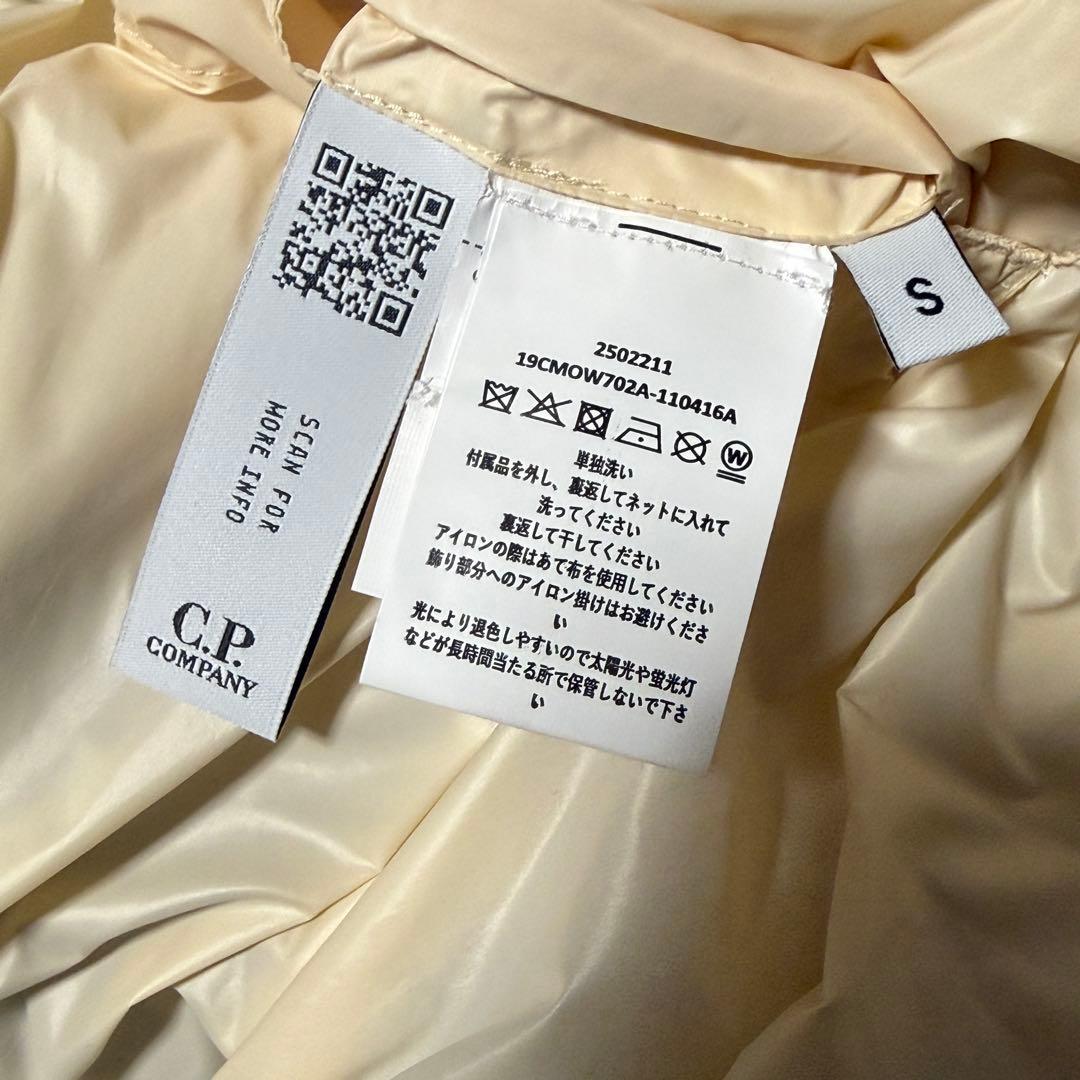 SCAN FOR
MORE INFO
C.P.
COMPANY
2502211
19CMOW702A-110416A
W
単独洗い
付属品を外し、裏返してネットに入れて
洗ってください
裏返して干してください
アイロンの際はあて布を使用してください
飾り部分へのアイロン掛けはお避けくださ
い
光により退色しやすいので太陽光や蛍光灯
などが長時間当たる所で保管しないで下さ
い
S